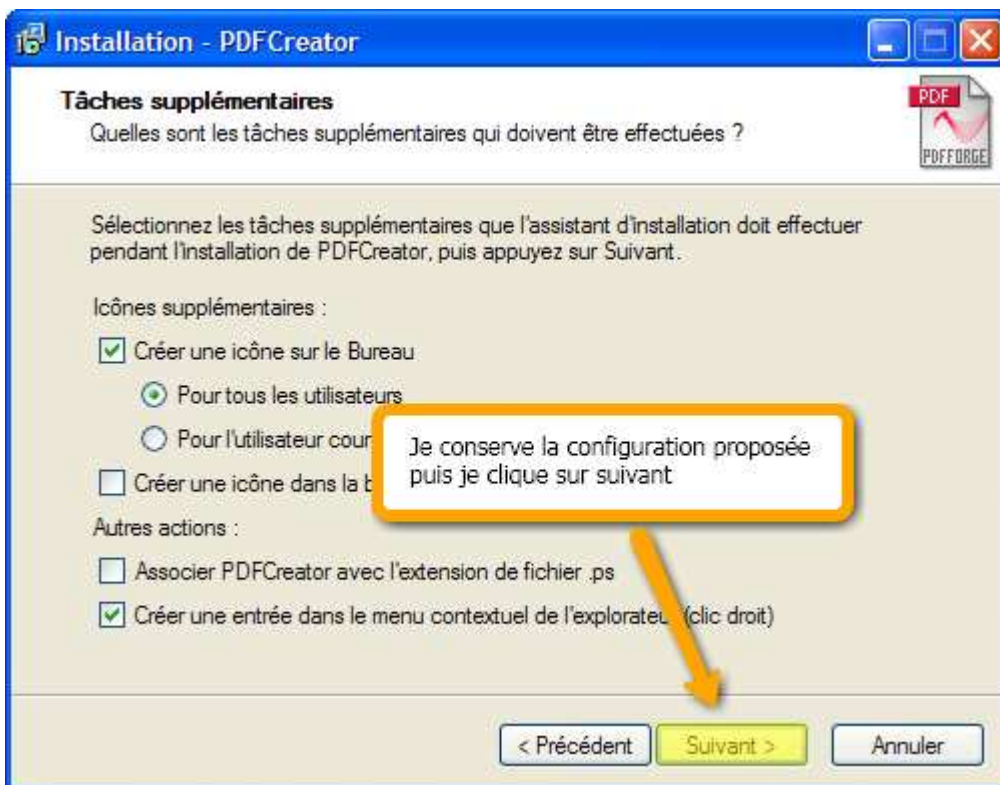 Installation - PDFCreator
Tâches supplémentaires
Quelles sont les tâches supplémentaires qui doivent être effectuées ?
PDF
PDFFORGE
Sélectionnez les tâches supplémentaires que l'assistant d'installation doit effectuer
pendant l'installation de PDFCreator, puis appuyez sur Suivant.
Icônes supplémentaires :
Créer une icône sur le Bureau
Pour tous les utilisateurs
Pour l'utilisateur
Créer une icône dans la
Je conserve la configuration proposée
puis je clique sur suivant
Autres actions :
Associer PDFCreator avec l'extension de fichier .ps
Créer une entrée dans le menu contextuel de l'explorateur (clic droit)
< Précédent
Suivant >
Annuler